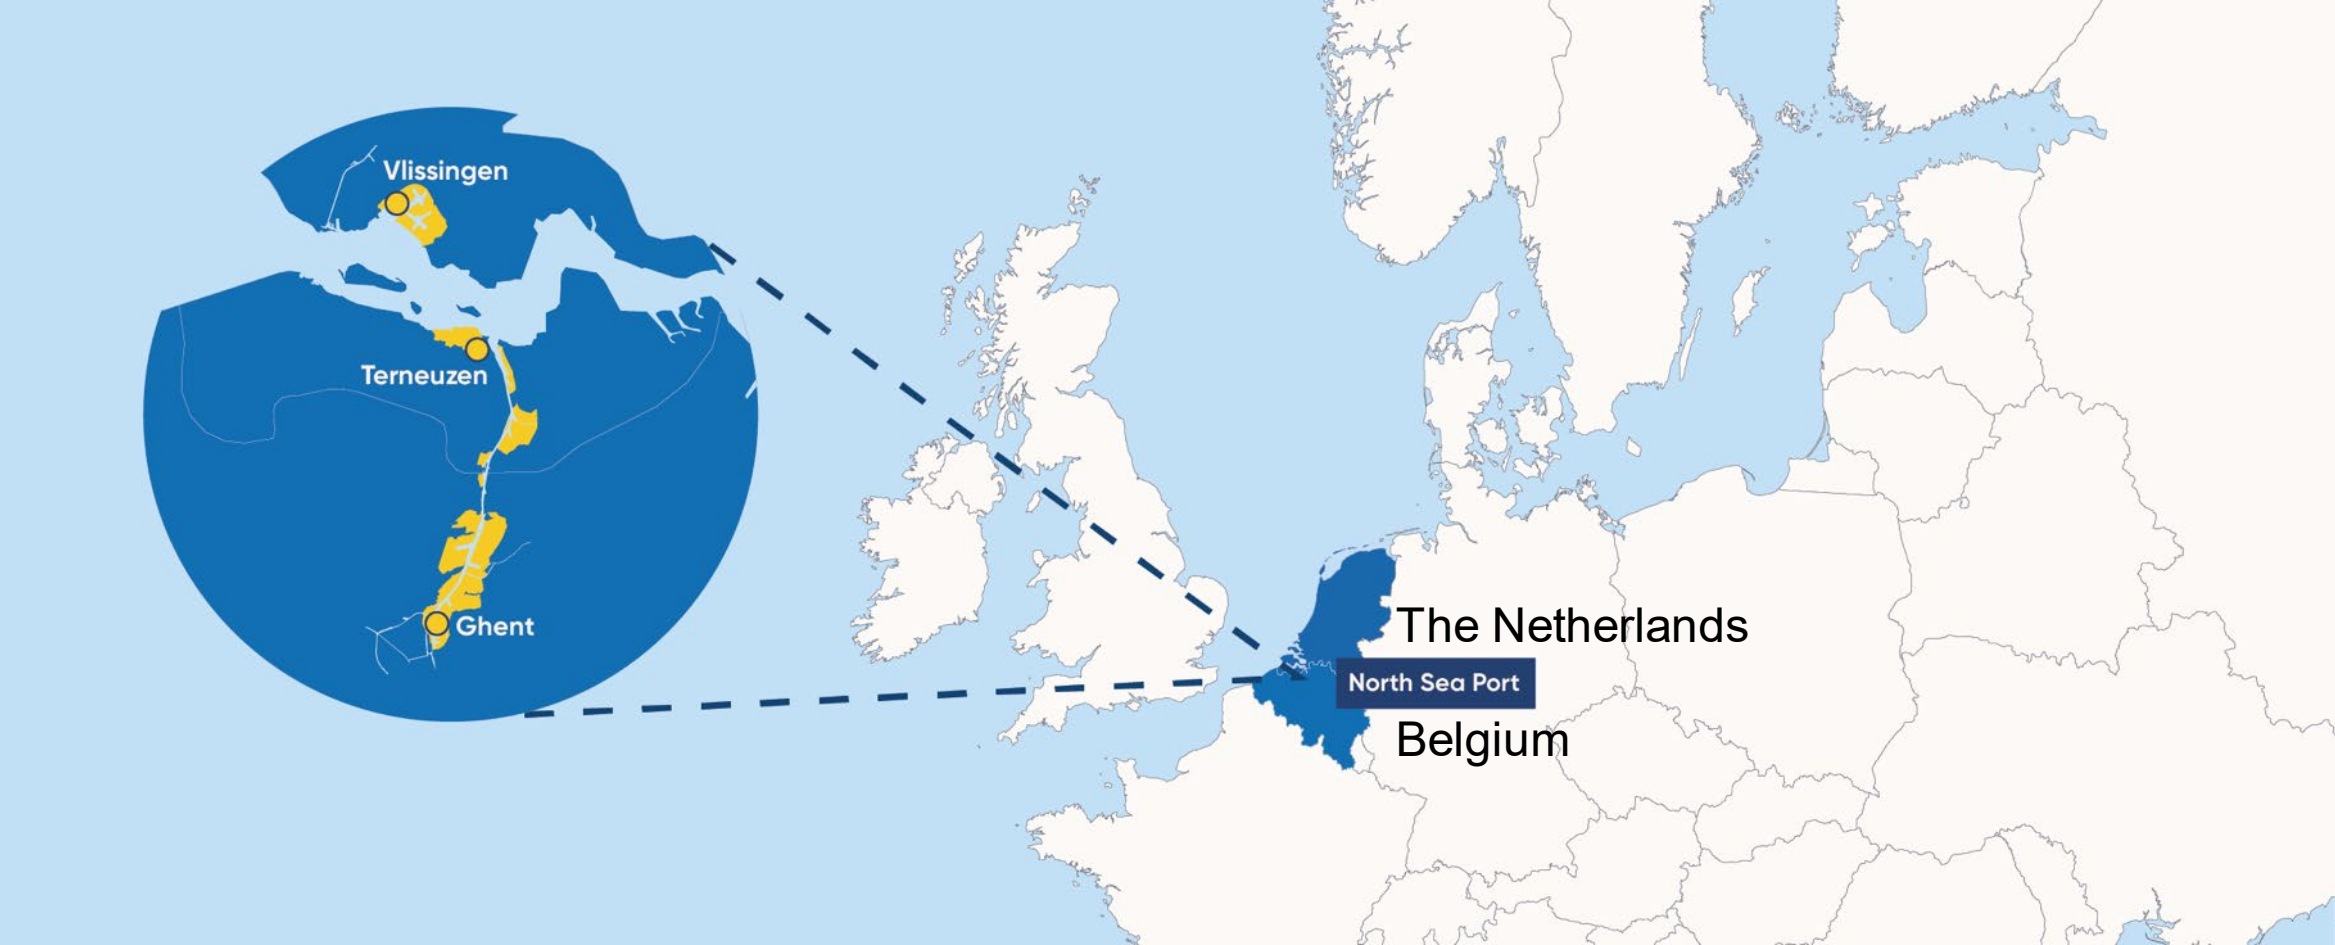 Vlissingen
Terneuzen
Ghent
The Netherlands
North Sea Port
Belgium